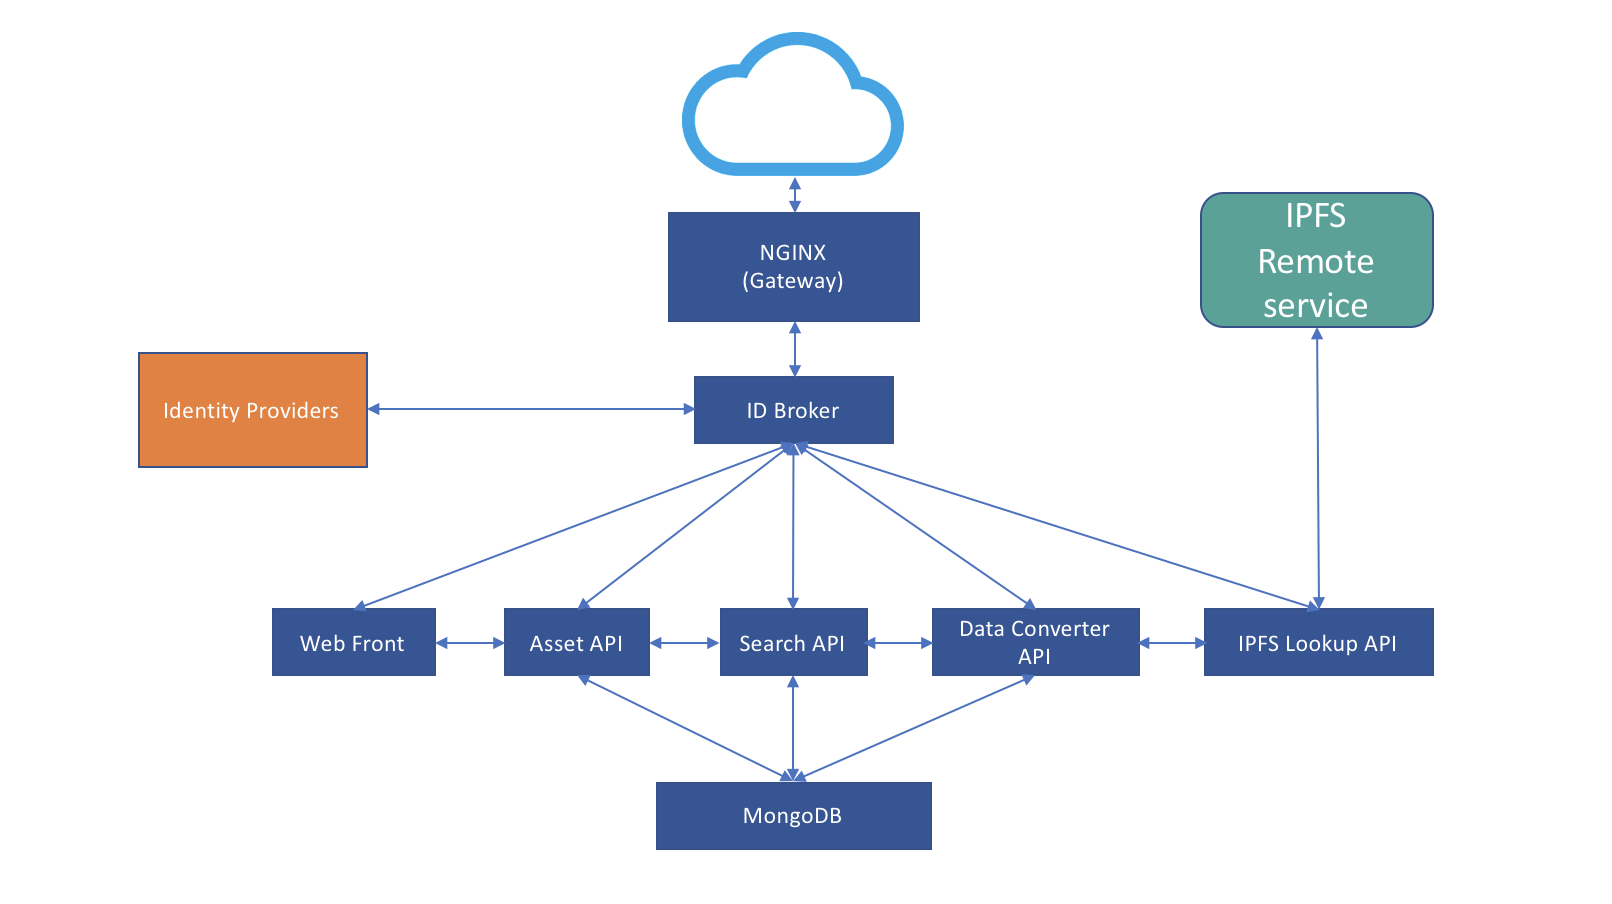 NGINX
(Gateway)
IPFS
Remote
service
Identity Providers
ID Broker
Web Front
Asset API
Search API
Data Converter
API
IPFS Lookup API
MongoDB